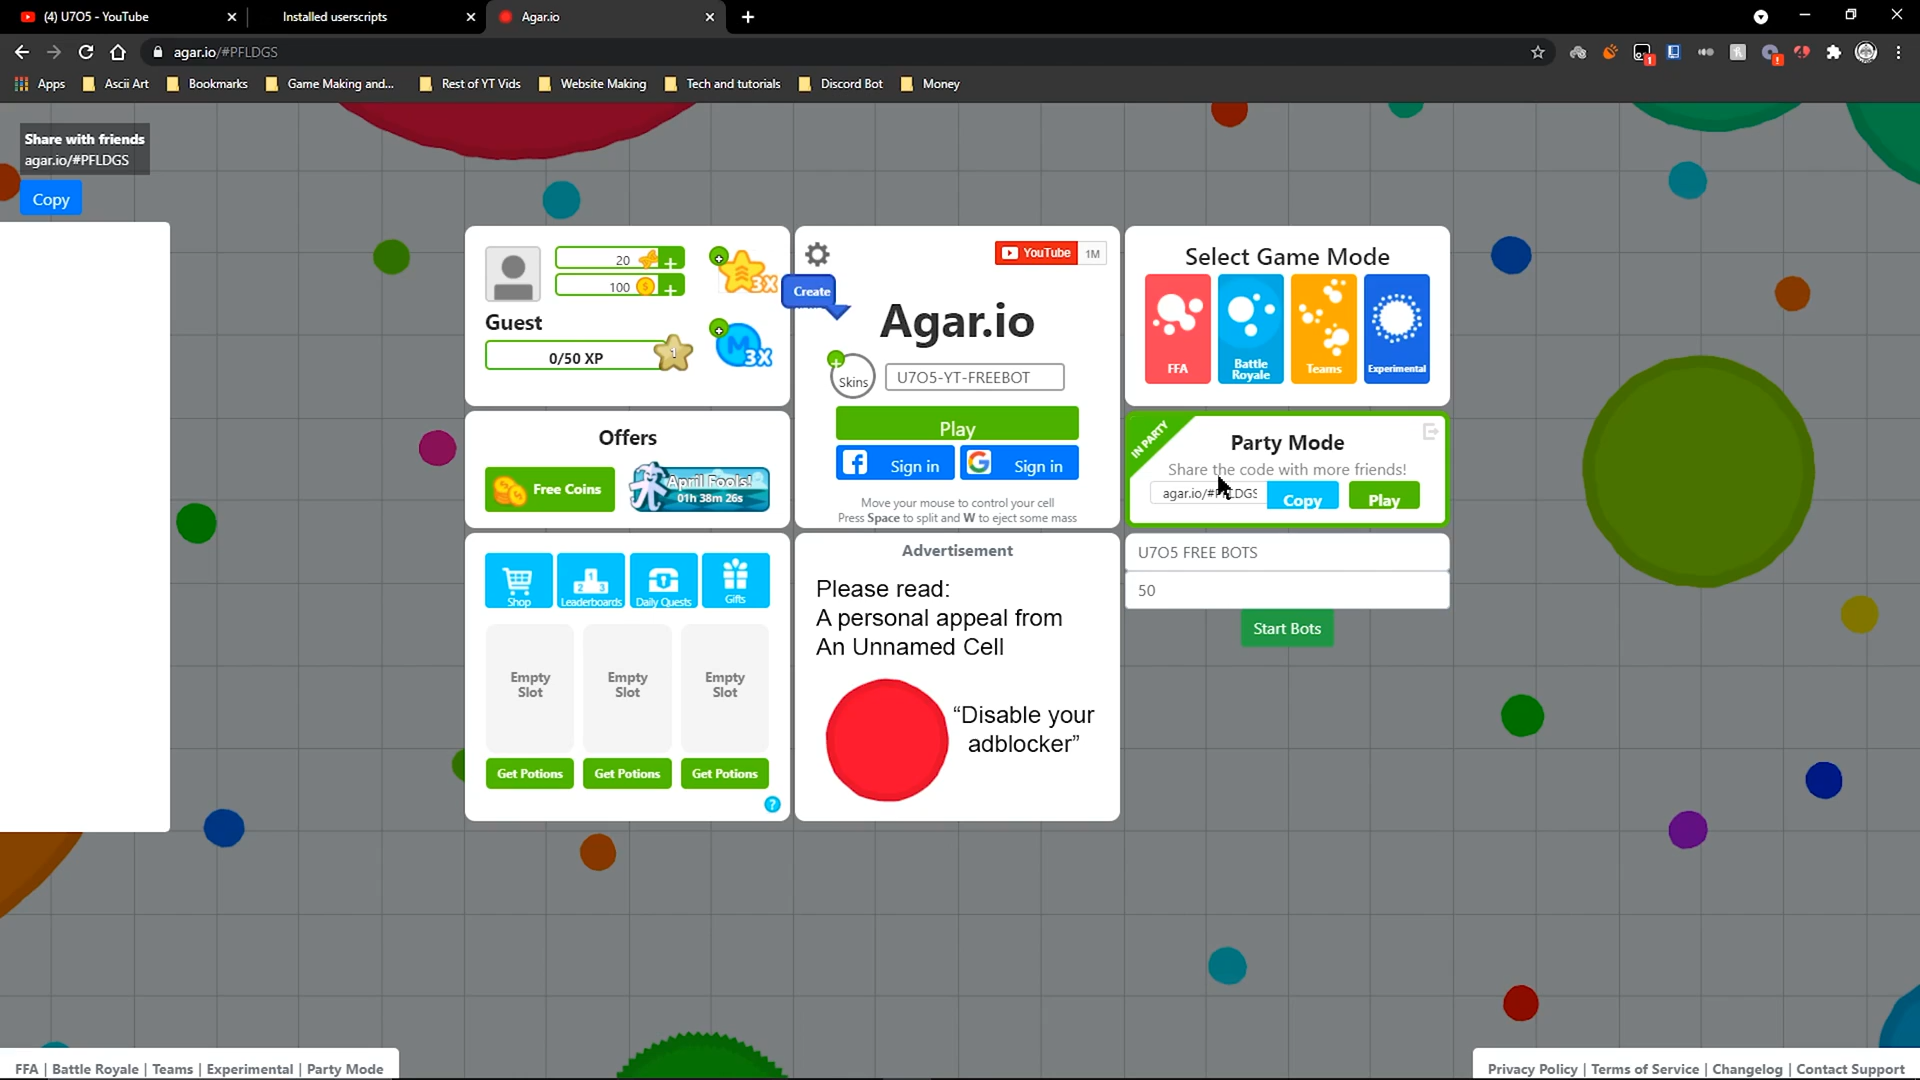 (4) U7O5 - YouTube
Installed userscripts
Agar.io
agar.io/#PFLDGS
Apps
Ascii Art
Bookmarks
Game Making and...
Rest of YT Vids
Website Making
Tech and tutorials
Discord Bot
Money
Share with friends
agar.io/#PFLDGS
Copy
20
100
3X
Guest
0/50 XP
1
M 3X
Offers
Free Coins
April Fools!
01h 38m 26s
Shop
Leaderboards
Daily Quests
Gifts
Empty Slot
Empty Slot
Empty Slot
Get Potions
Get Potions
Get Potions
?
YouTube 1M
Create
Agar.io
Skins
U7O5-YT-FREEBOT
Play
Sign in
Sign in
Move your mouse to control your cell
Press Space to split and W to eject some mass
Advertisement
Please read:
A personal appeal from
An Unnamed Cell
“Disable your
adblocker”
Select Game Mode
FFA
Battle Royale
Teams
Experimental
IN PARTY
Party Mode
Share the code with more friends!
Copy
Play
U7O5 FREE BOTS
50
Start Bots
FFA | Battle Royale | Teams | Experimental | Party Mode
Privacy Policy | Terms of Service | Changelog | Contact Support